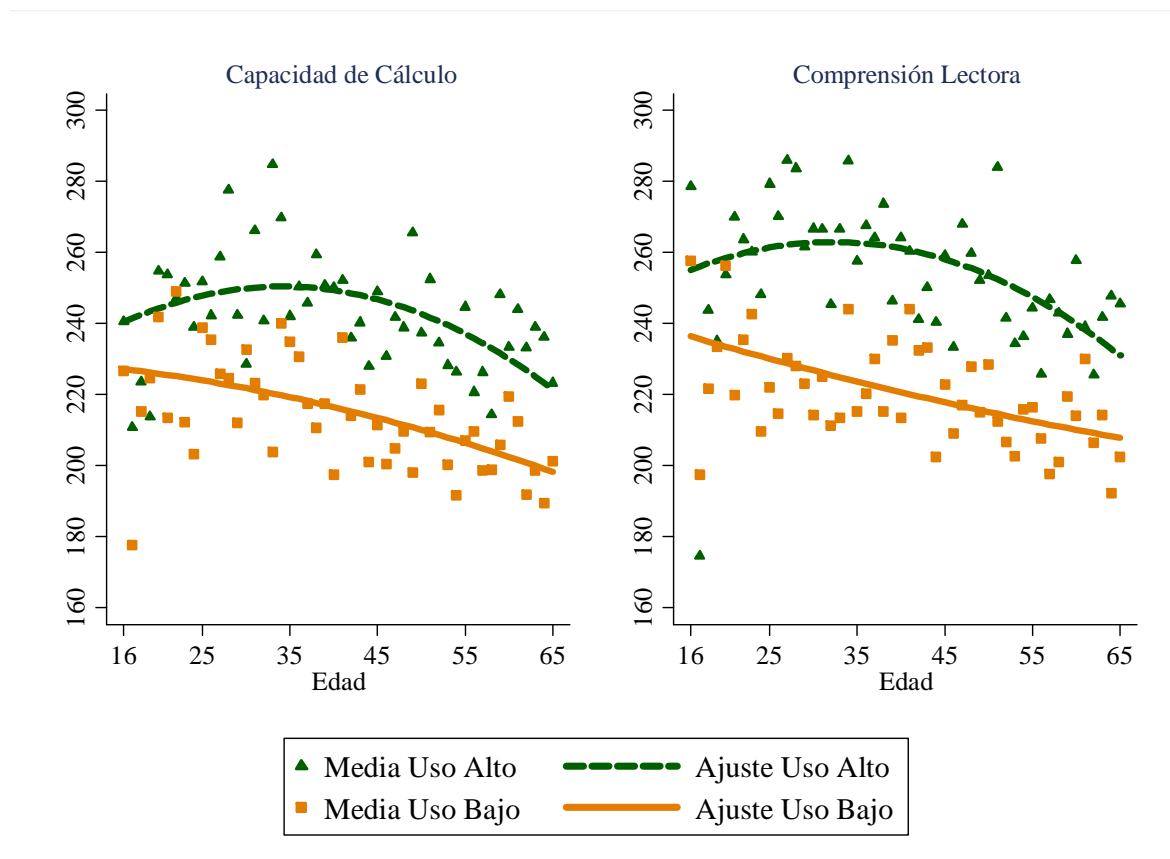 Capacidad de Cálculo
300
280
260
240
220
200
180
160
16 25 35 45 55 65
Edad
Comprensión Lectora
300
280
260
240
220
200
180
160
16 25 35 45 55 65
Edad
Media Uso Alto Ajuste Uso Alto
Media Uso Bajo Ajuste Uso Bajo